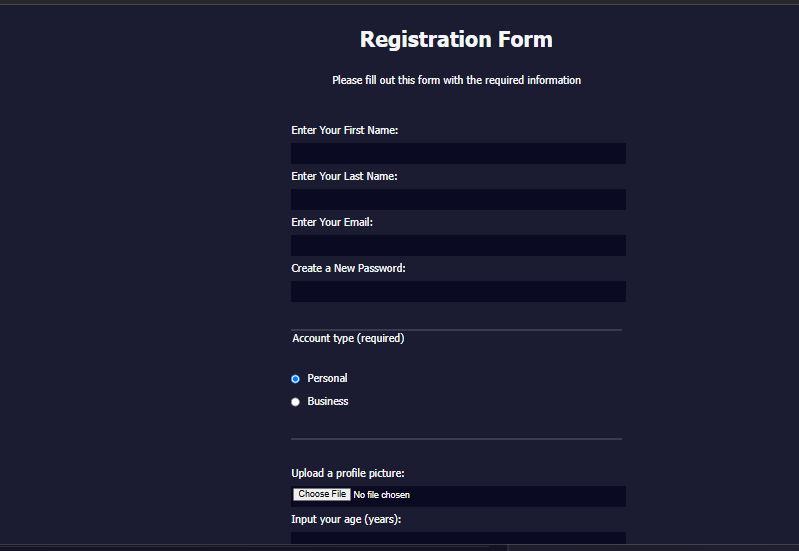 Registration Form
Please fill out this form with the required information
Enter Your First Name:
Enter Your Last Name:
Enter Your Email:
Create a New Password:
Account type (required)
Personal
Business
Upload a profile picture:
Choose File No file chosen
Input your age (years):